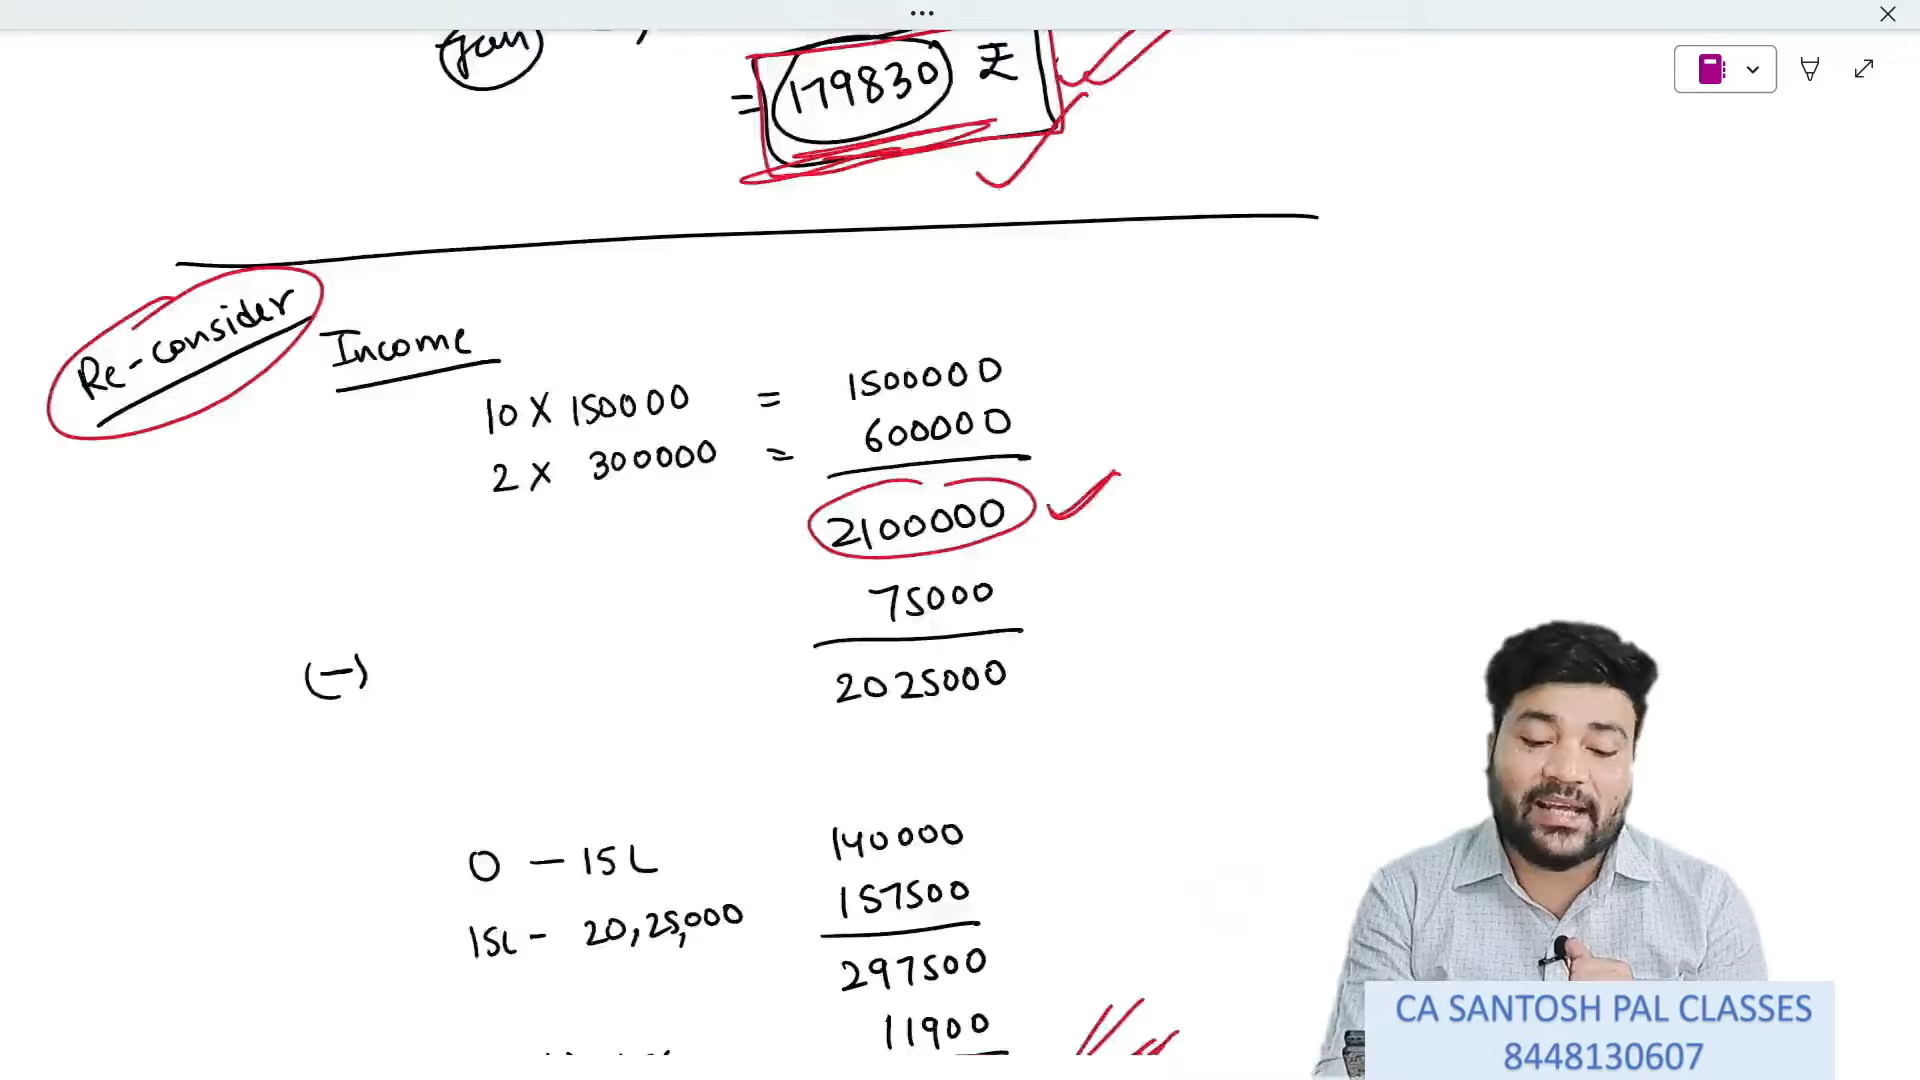 = 179830 ₹
Re-consider
Income
10 X 150000 = 1500000
2 X 300000 = 600000
2100000
75000
(-)
2025000
0 - 15L 140000
15L - 20,25,000 157500
297500
11900
CA SANTOSH PAL CLASSES
8448130607